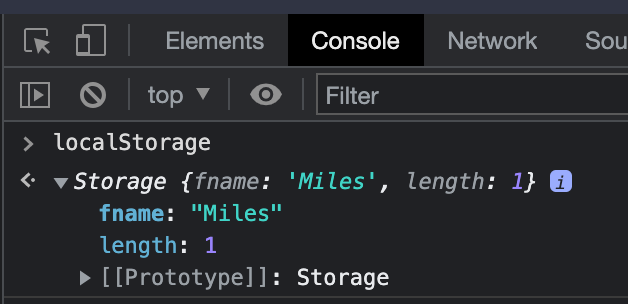 Elements Console Network Sou
top Filter
> localStorage
Storage {fname: 'Miles', length: 1} i
fname: "Miles"
length: 1
[[Prototype]]: Storage